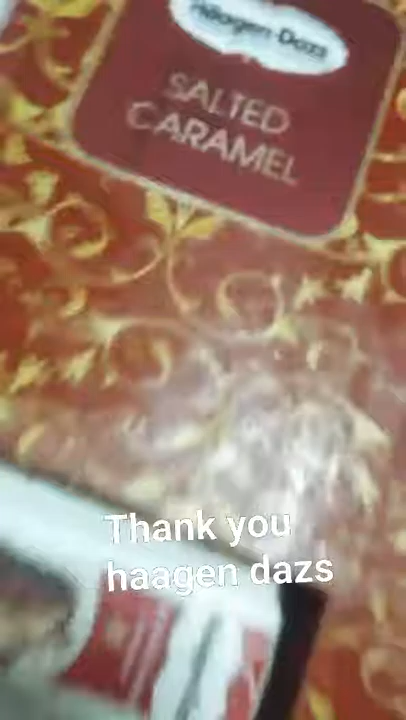 Häagen-Dazs
SALTED
CARAMEL
Thank you
haagen dazs